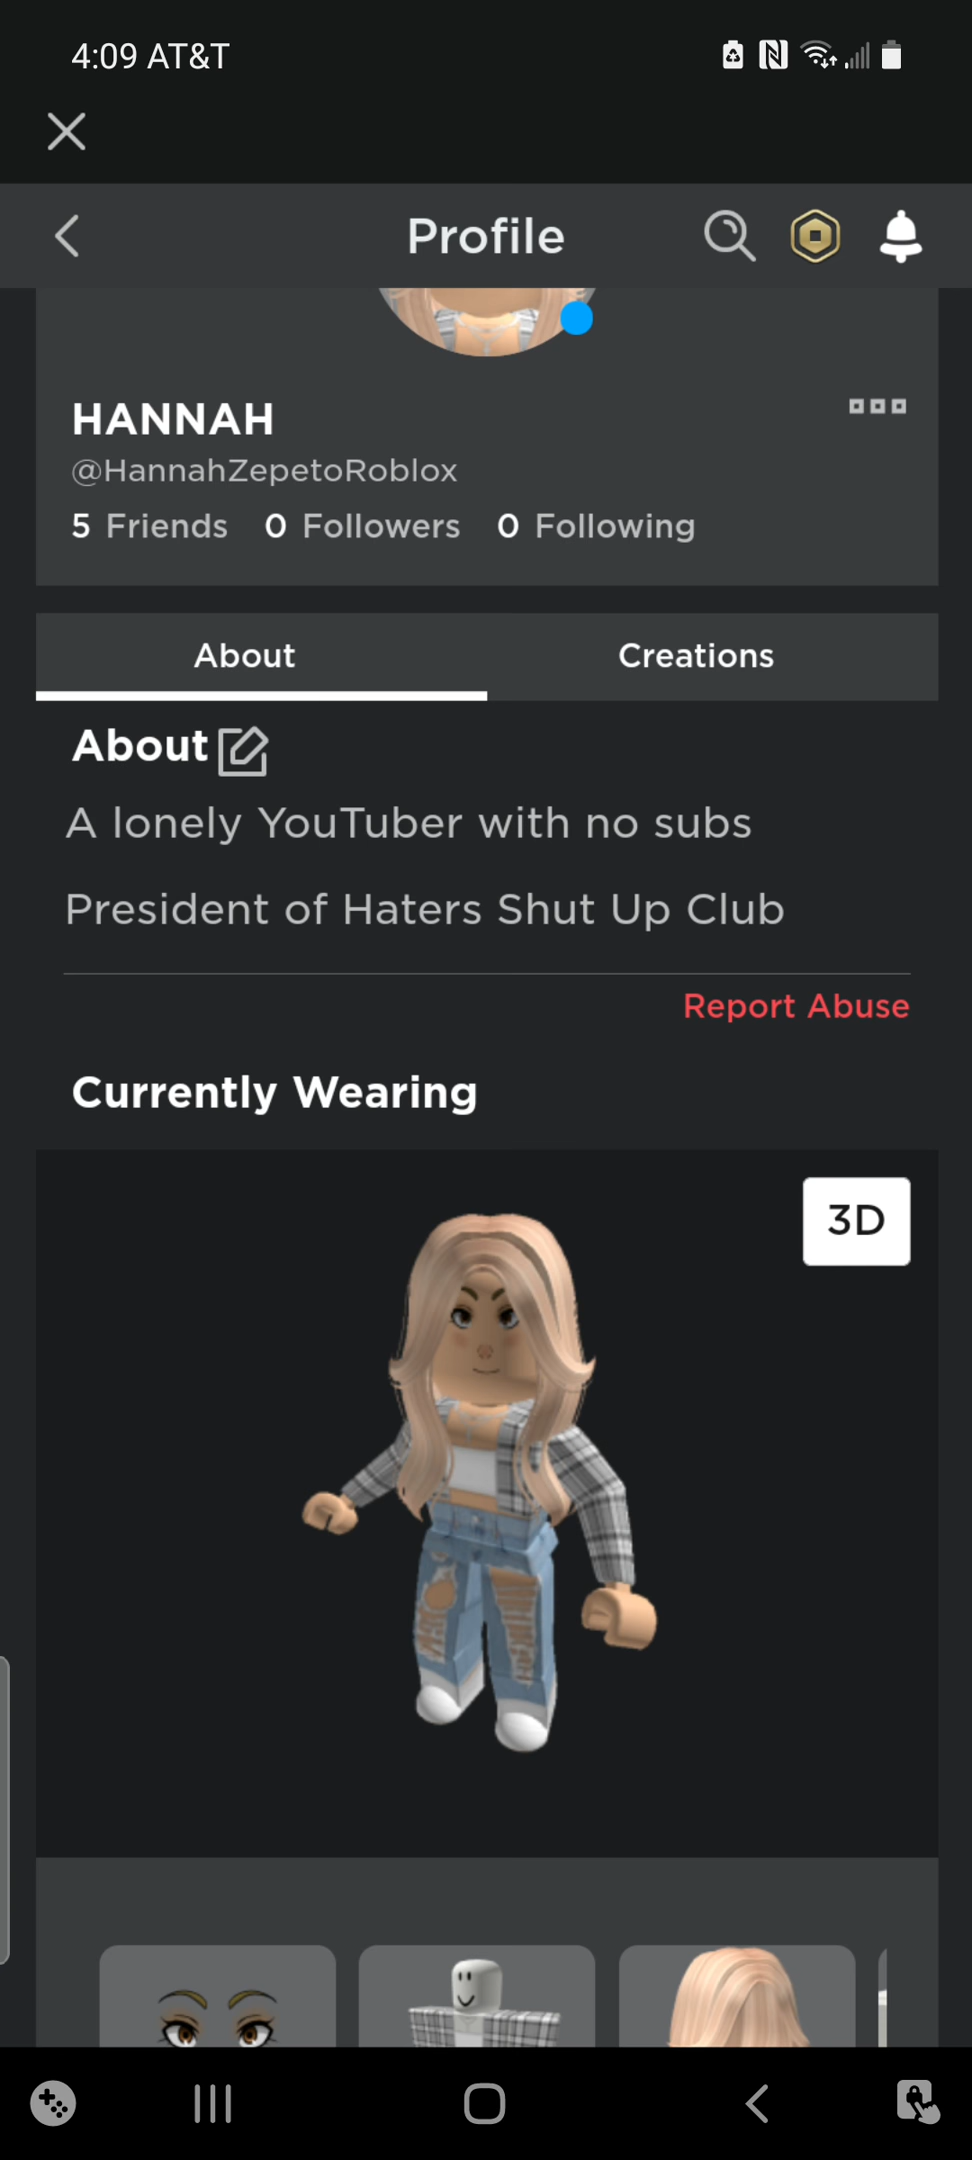 4:09 AT&T
Profile
HANNAH
@HannahZepetoRoblox
5 Friends 0 Followers 0 Following
About Creations
About
A lonely YouTuber with no subs
President of Haters Shut Up Club
Report Abuse
Currently Wearing
3D